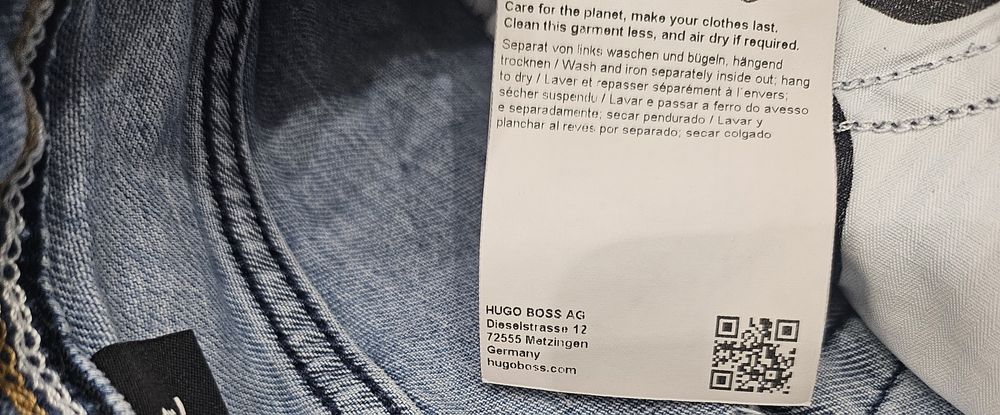 Care for the planet, make your clothes last.
Clean this garment less, and air dry if required.
Separat von links waschen und bügeln, hängend
trocknen / Wash and iron separately inside out; hang
to dry / Laver et repasser séparément à l'envers;
sécher suspendu / Lavar e passar a ferro do avesso
e separadamente; secar pendurado / Lavar y
planchar al revés por separado; secar colgado
HUGO BOSS AG
Dieselstrasse 12
72555 Metzingen
Germany
hugoboss.com